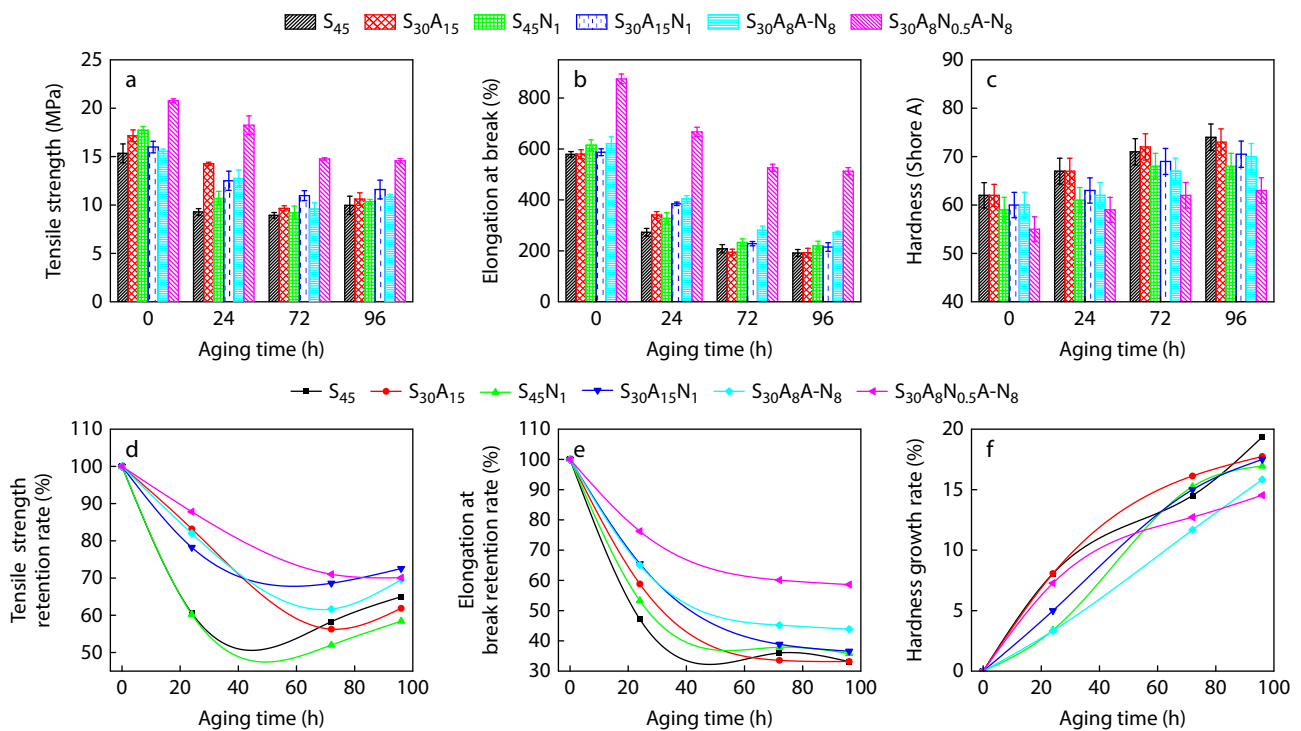 S45 S30A15 S45N1 S30A15N1 S30A8A-N8 S30A8N0.5A-N8
a
Tensile strength (MPa)
25
20
15
10
5
0
0 24 72 96
Aging time (h)
b
Elongation at break (%)
800
600
400
200
0
0 24 72 96
Aging time (h)
c
Hardness (Shore A)
90
80
70
60
50
40
0 24 72 96
Aging time (h)
S45 S30A15 S45N1 S30A15N1 S30A8A-N8 S30A8N0.5A-N8
d
Tensile strength
retention rate (%)
100
90
80
70
60
50
0 20 40 60 80 100
Aging time (h)
e
Elongation at
break retention rate (%)
100
90
80
70
60
50
40
30
0 20 40 60 80 100
Aging time (h)
f
Hardness growth rate (%)
20
15
10
5
0
0 20 40 60 80 100
Aging time (h)